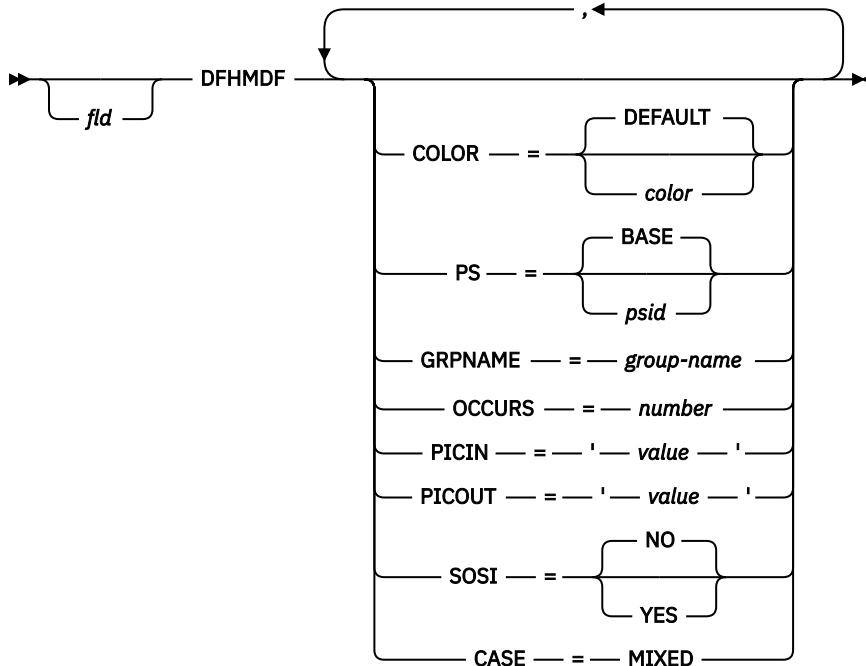 ,
fld DFHMDF
DEFAULT
COLOR =
color
BASE
PS =
psid
GRPNAME = group-name
OCCURS = number
PICIN = ' value '
PICOUT = ' value '
NO
SOSI =
YES
CASE = MIXED